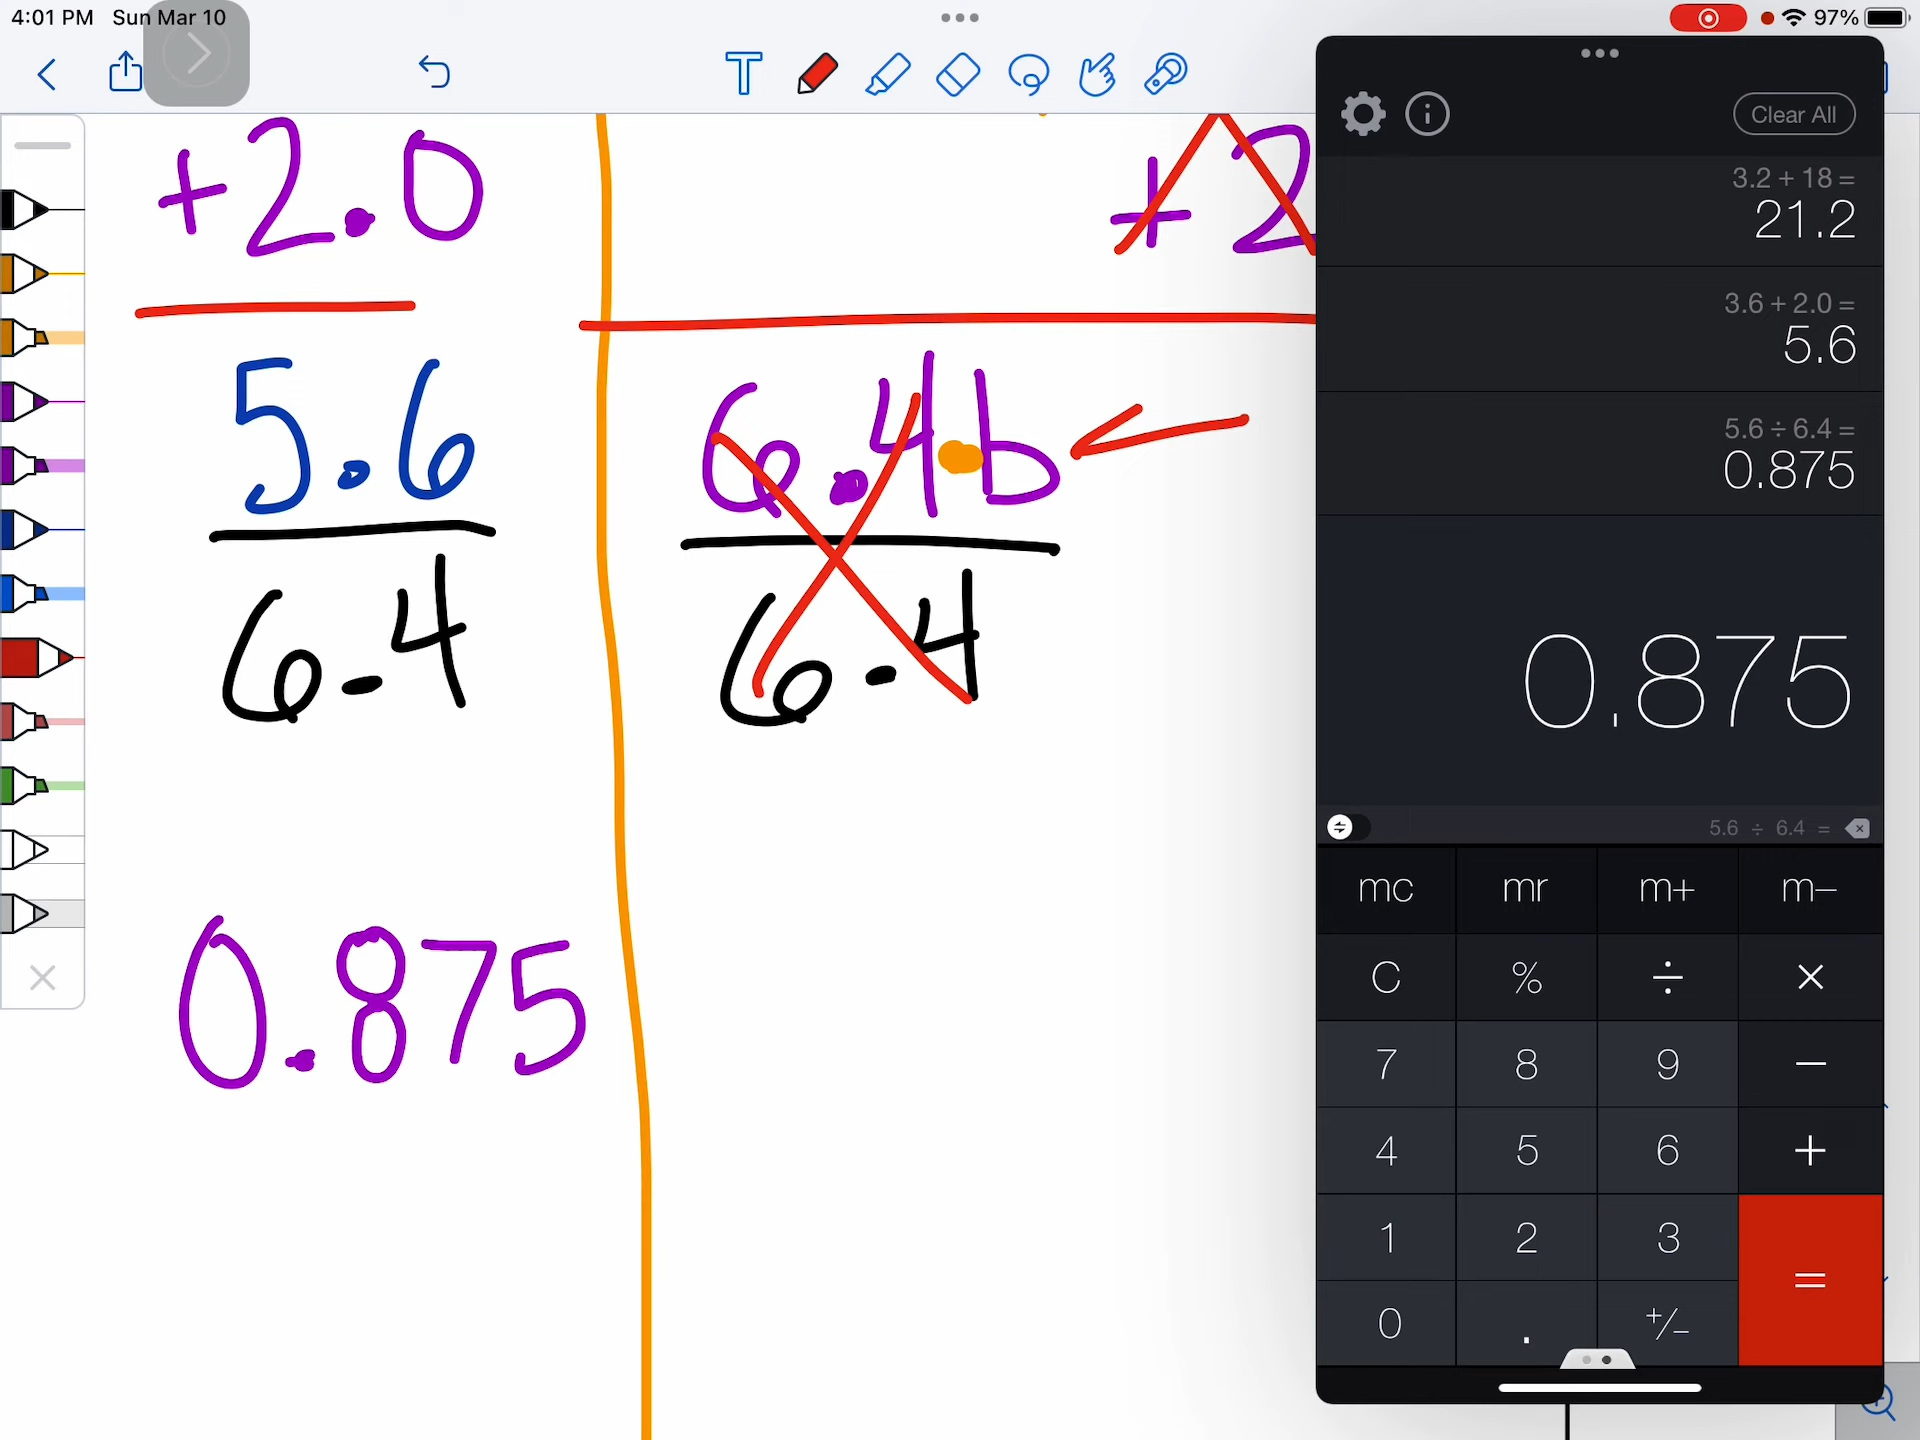 4:01 PM Sun Mar 10
97%
T
+2.0
+2
5.6
6.4
6.4·b
6.4
0.875
Clear All
3.2 + 18 =
21.2
3.6 + 2.0 =
5.6
5.6 ÷ 6.4 =
0.875
0.875
5.6 ÷ 6.4 =
mc mr m+ m–
C % ÷ ×
7 8 9 –
4 5 6 +
1 2 3 =
0 . +/–